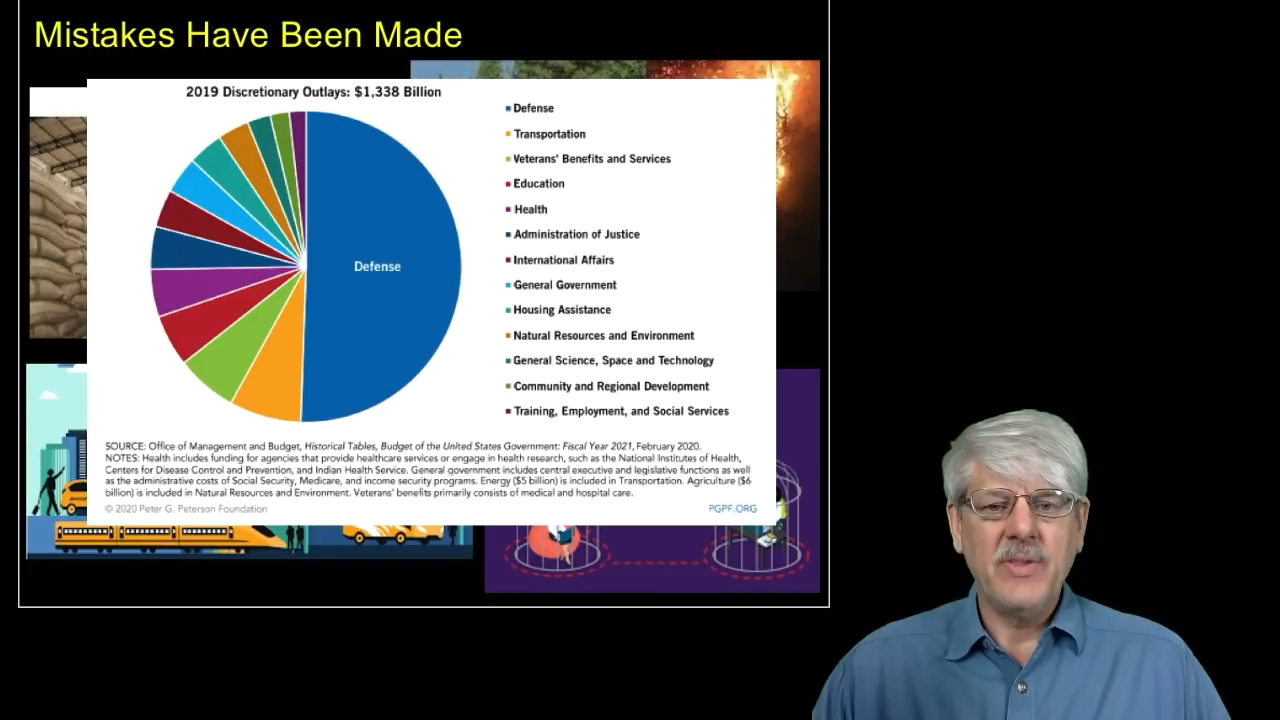 Mistakes Have Been Made
2019 Discretionary Outlays: $1,338 Billion
Defense
Defense
Transportation
Veterans' Benefits and Services
Education
Health
Administration of Justice
International Affairs
General Government
Housing Assistance
Natural Resources and Environment
General Science, Space and Technology
Community and Regional Development
Training, Employment, and Social Services
SOURCE: Office of Management and Budget, Historical Tables, Budget of the United States Government: Fiscal Year 2021, February 2020.
NOTES: Health includes funding for agencies that provide healthcare services or engage in health research, such as the National Institutes of Health,
Centers for Disease Control and Prevention, and Indian Health Service. General government includes central executive and legislative functions as well
as the administrative costs of Social Security, Medicare, and income security programs. Energy ($5 billion) is included in Transportation. Agriculture ($6
billion) is included in Natural Resources and Environment. Veterans' benefits primarily consists of medical and hospital care.
© 2020 Peter G. Peterson Foundation
PGPF.ORG